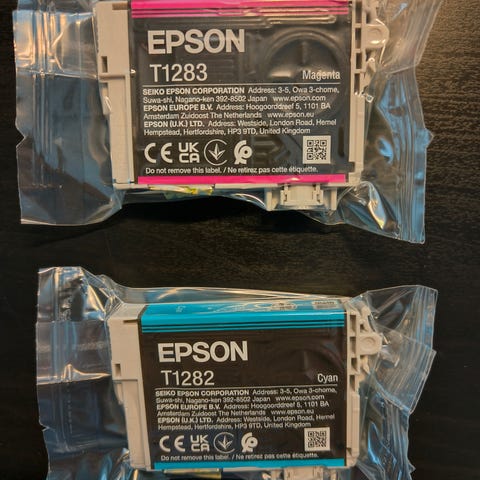 EPSON
T1283
Magenta
SEIKO EPSON CORPORATION Address: 3-5, Owa 3-chome,
Suwa-shi, Nagano-ken 392-8502 Japan www.epson.com
EPSON EUROPE B.V. Address: Hoogoorddreef 5, 1101 BA
Amsterdam Zuidoost The Netherlands www.epson.eu
EPSON (U.K.) LTD. Address: Westside, London Road, Hemel
Hempstead, Hertfordshire, HP3 9TD, United Kingdom
CE UK CA
Do not remove this label. / Ne retirez pas cette étiquette.
EPSON
T1282
Cyan
SEIKO EPSON CORPORATION Address: 3-5, Owa 3-chome,
Suwa-shi, Nagano-ken 392-8502 Japan www.epson.com
EPSON EUROPE B.V. Address: Hoogoorddreef 5, 1101 BA
Amsterdam Zuidoost The Netherlands www.epson.eu
EPSON (U.K.) LTD. Address: Westside, London Road, Hemel
Hempstead, Hertfordshire, HP3 9TD, United Kingdom
CE UK CA
Do not remove this label. / Ne retirez pas cette étiquette.